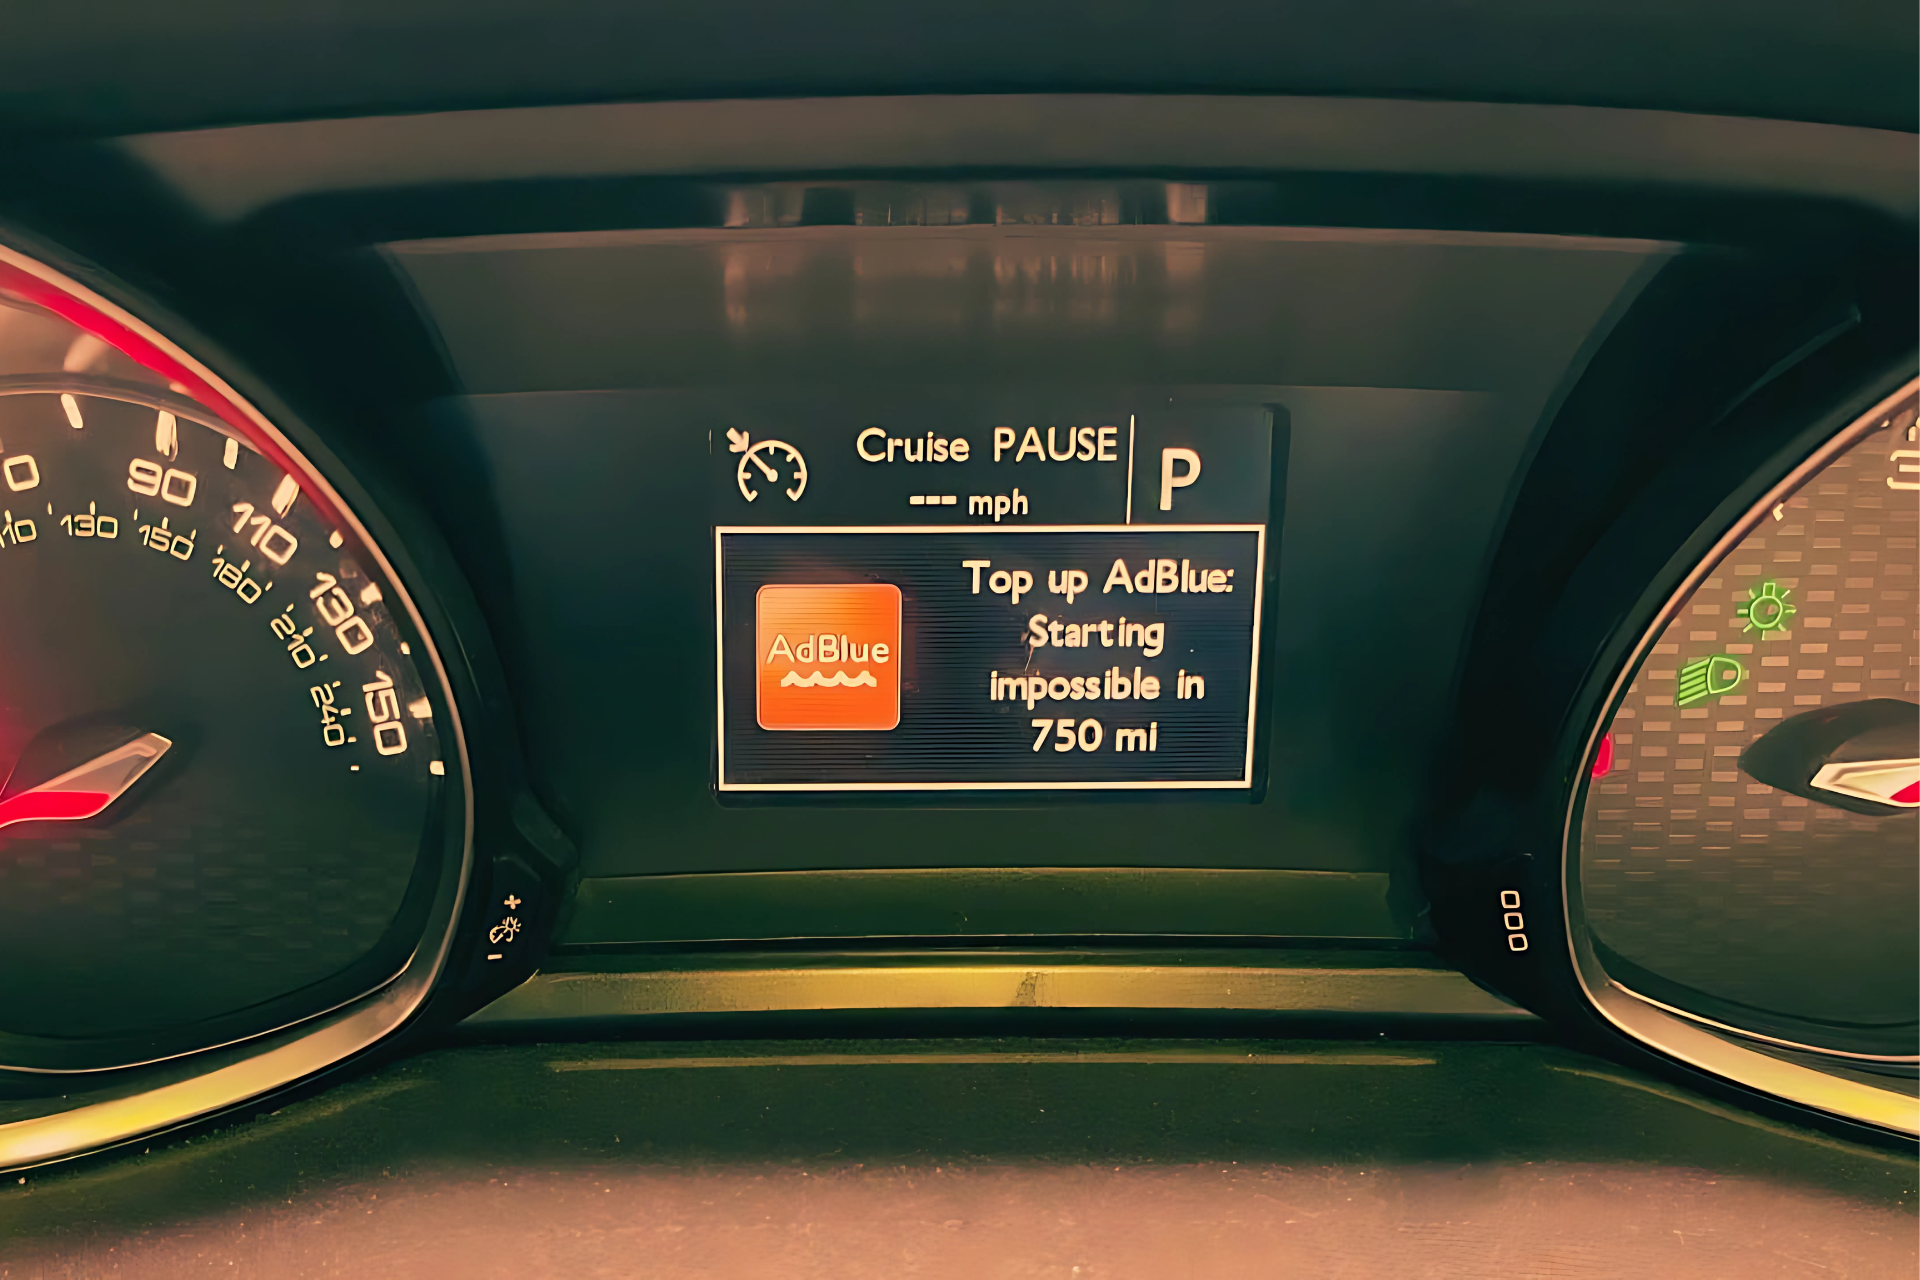 Cruise PAUSE
--- mph
P
AdBlue
Top up AdBlue:
Starting
impossible in
750 mi
90
110
130
150
130
150
180
210
240